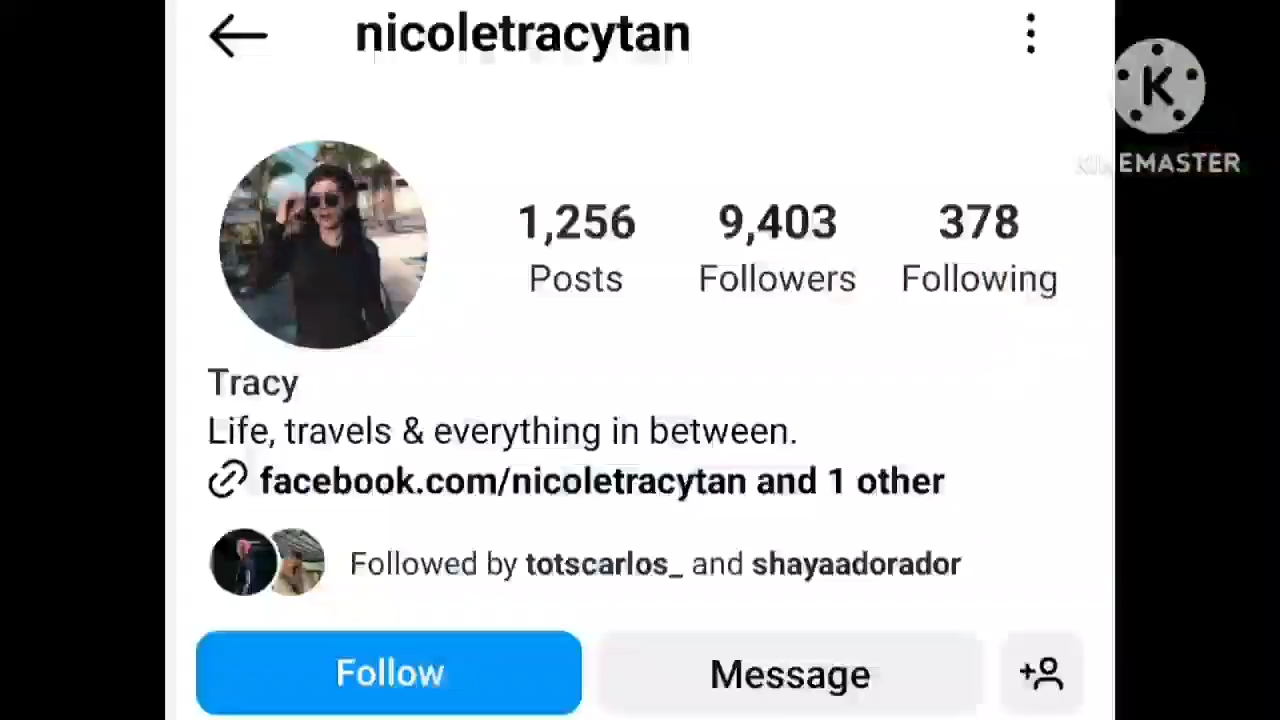 nicoletracytan
K
KINEMASTER
1,256 9,403 378
Posts Followers Following
Tracy
Life, travels & everything in between.
facebook.com/nicoletracytan and 1 other
Followed by totscarlos_ and shayaadorador
Follow Message